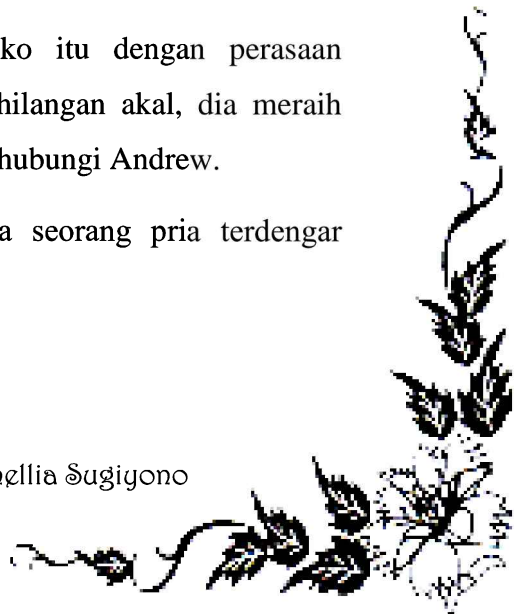 ko itu dengan perasaan
hilangan akal, dia meraih
hubungi Andrew.
a seorang pria terdengar
ellia Sugiyono